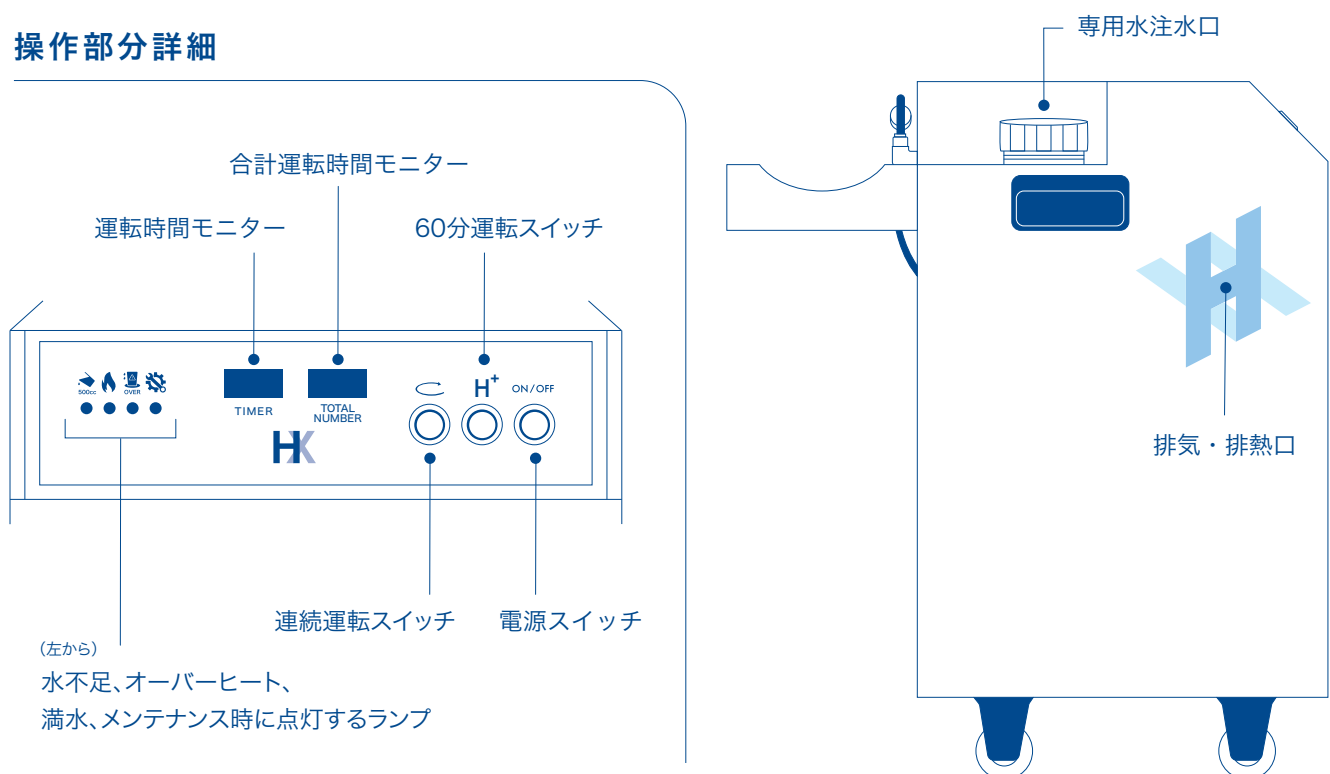 操作部分詳細
専用水注水口
合計運転時間モニター
運転時間モニター
60分運転スイッチ
500cc
OVER
TIMER
TOTAL
NUMBER
H+
ON/OFF
HX
H
排気・排熱口
連続運転スイッチ
電源スイッチ
(左から)
水不足、オーバーヒート、
満水、メンテナンス時に点灯するランプ